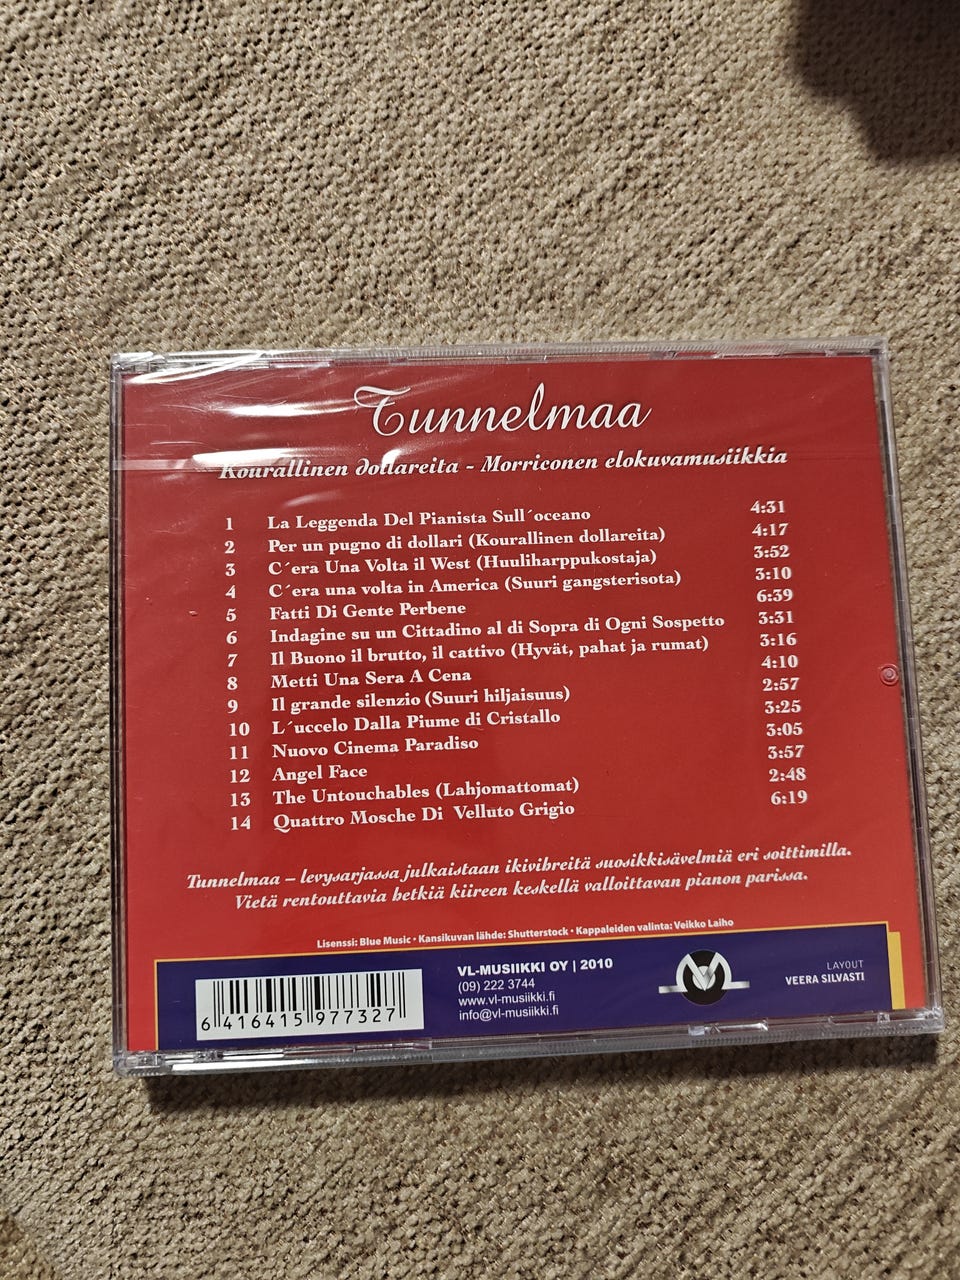 Tunnelmaa
Kourallinen dollareita - Morriconen elokuvamusiikkia
1 La Leggenda Del Pianista Sull´oceano 4:31
2 Per un pugno di dollari (Kourallinen dollareita) 4:17
3 C´era Una Volta il West (Huuliharppukostaja) 3:52
4 C´era una volta in America (Suuri gangsterisota) 3:10
5 Fatti Di Gente Perbene 6:39
6 Indagine su un Cittadino al di Sopra di Ogni Sospetto 3:31
7 Il Buono il brutto, il cattivo (Hyvät, pahat ja rumat) 3:16
8 Metti Una Sera A Cena 4:10
9 Il grande silenzio (Suuri hiljaisuus) 2:57
10 L´uccelo Dalla Piume di Cristallo 3:25
11 Nuovo Cinema Paradiso 3:05
12 Angel Face 3:57
13 The Untouchables (Lahjomattomat) 2:48
14 Quattro Mosche Di Velluto Grigio 6:19
Tunnelmaa – levysarjassa julkaistaan ikivihreitä suosikkisävelmiä eri soittimilla.
Vietä rentouttavia hetkiä kiireen keskellä valloittavan pianon parissa.
Lisenssi: Blue Music • Kansikuvan lähde: Shutterstock • Kappaleiden valinta: Veikko Laiho
VL-MUSIIKKI OY | 2010
(09) 222 3744
www.vl-musiikki.fi
info@vl-musiikki.fi
LAYOUT
VEERA SILVASTI
6 416415 977327